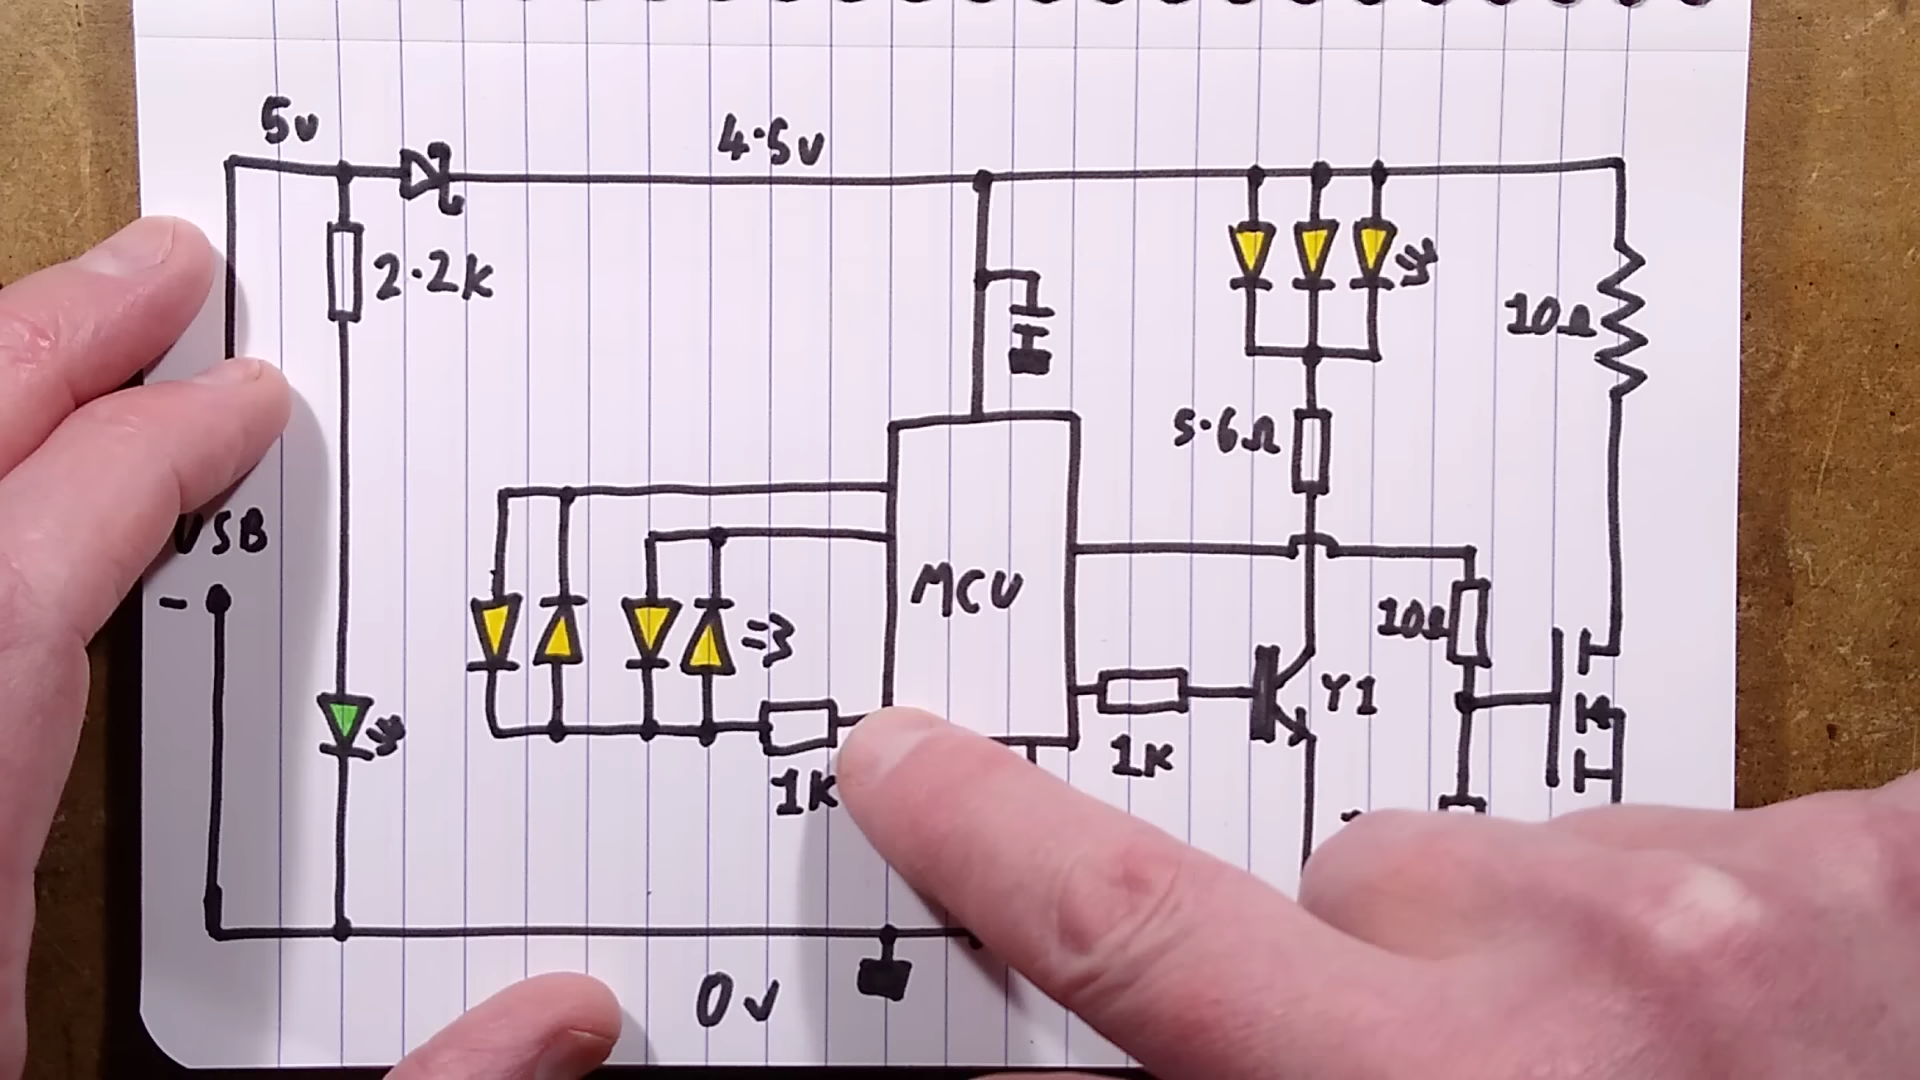 5v
4.5v
2.2k
10Ω
5.6Ω
USB
-
MCU
10Ω
Y1
1K
1K
0v